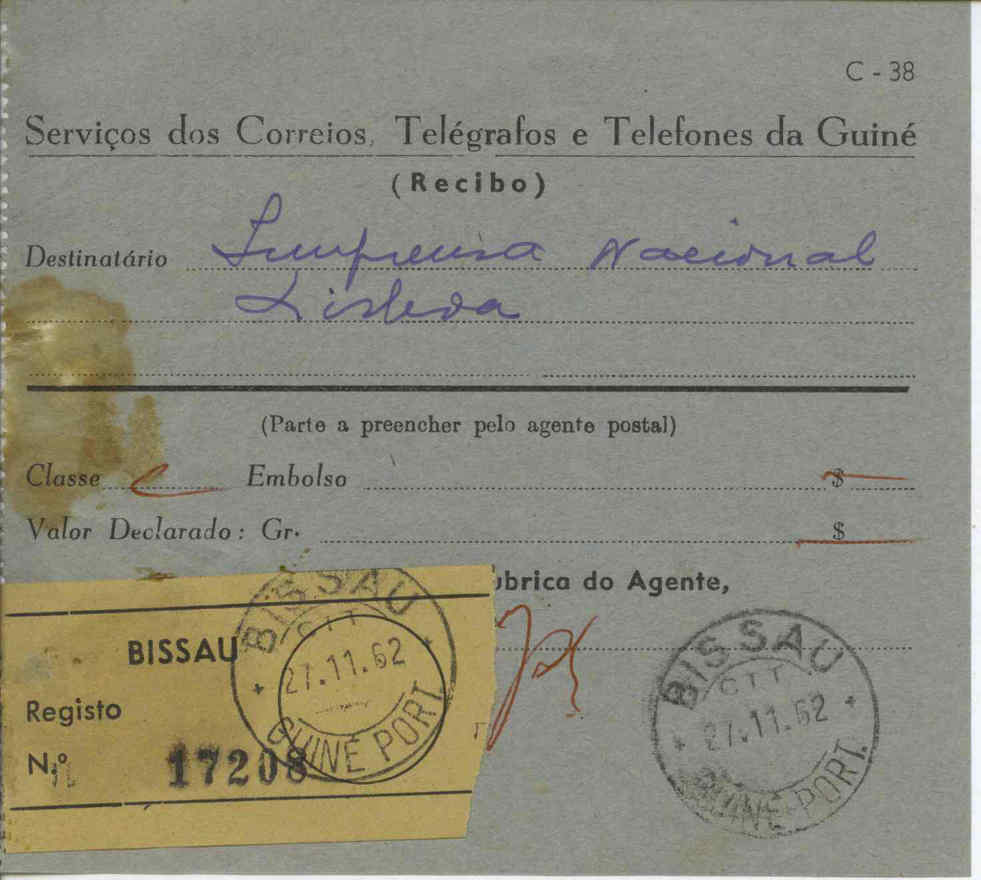 C - 38
Serviços dos Correios, Telégrafos e Telefones da Guiné
(Recibo)
Destinatário Imprensa Nacional
Lisboa
(Parte a preencher pelo agente postal)
Classe Embolso $
Valor Declarado: Gr. $
ubrica do Agente,
BISSAU
Registo
N.º 17208
BISSAU
CTT
27.11.62
GUINÉ PORT.
BISSAU
CTT
27.11.62
GUINÉ PORT.